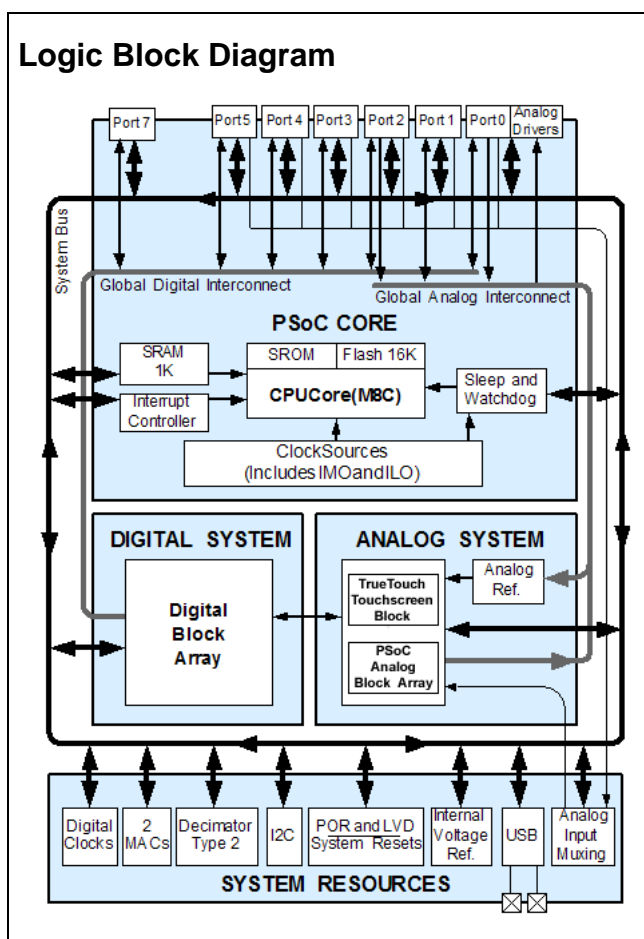 Logic Block Diagram
Port 7
Port5
Port 4
Port 3
Port 2
Port 1
Port0
Analog
Drivers
System Bus
Global Digital Interconnect
Global Analog Interconnect
PSoC CORE
SRAM
1K
SROM
Flash 16K
CPUCore(M8C)
Sleep and
Watchdog
Interrupt
Controller
ClockSources
(IncludesIMOandILO)
DIGITAL SYSTEM
ANALOG SYSTEM
Digital
Block
Array
TrueTouch
Touchscreen
Block
Analog
Ref.
PSoC
Analog
Block Array
Digital
Clocks
2
MACs
Decimator
Type 2
I2C
POR and LVD
System Resets
Internal
Voltage
Ref.
USB
Analog
Input
Muxing
SYSTEM RESOURCES